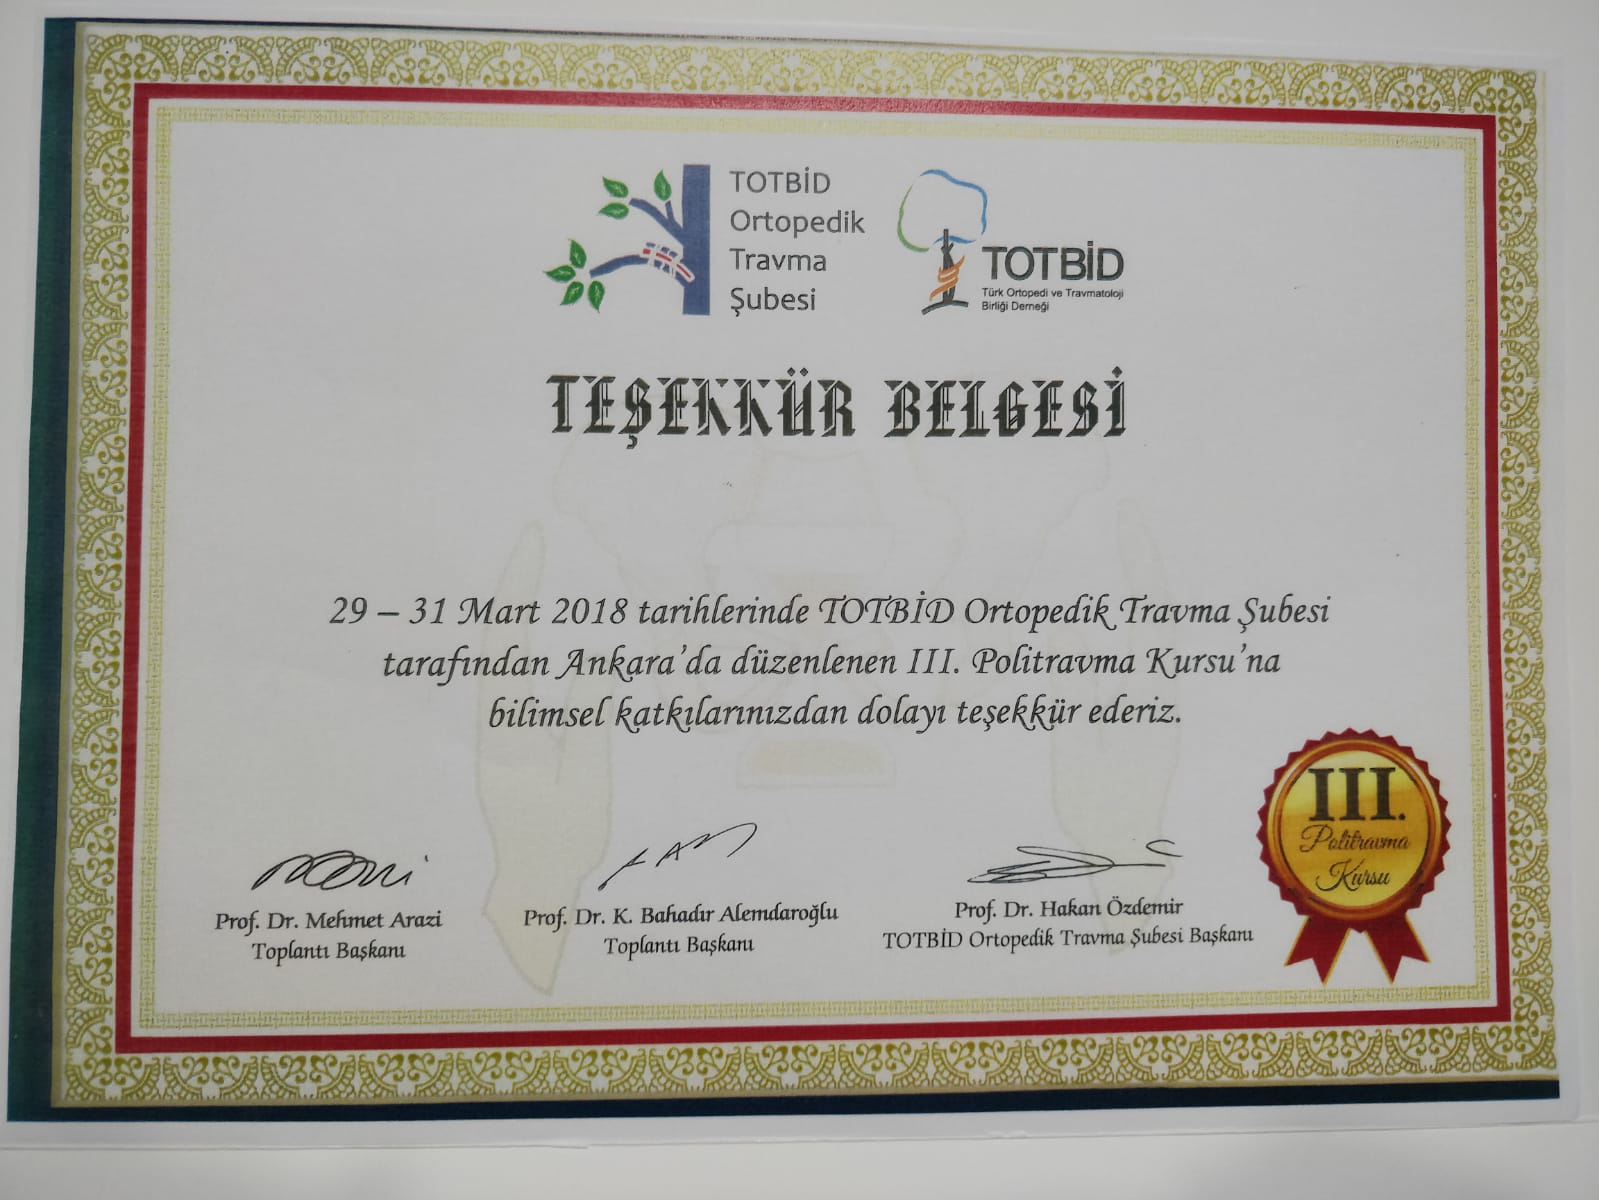 TOTBİD
Ortopedik
Travma
Şubesi
TOTBİD
Türk Ortopedi ve Travmatoloji
Birliği Derneği
TEŞEKKÜR BELGESİ
29 – 31 Mart 2018 tarihlerinde TOTBİD Ortopedik Travma Şubesi
tarafından Ankara’da düzenlenen III. Politravma Kursu’na
bilimsel katkılarınızdan dolayı teşekkür ederiz.
III.
Politravma
Kursu
Prof. Dr. Mehmet Arazi
Toplantı Başkanı
Prof. Dr. K. Bahadır Alemdaroğlu
Toplantı Başkanı
Prof. Dr. Hakan Özdemir
TOTBİD Ortopedik Travma Şubesi Başkanı